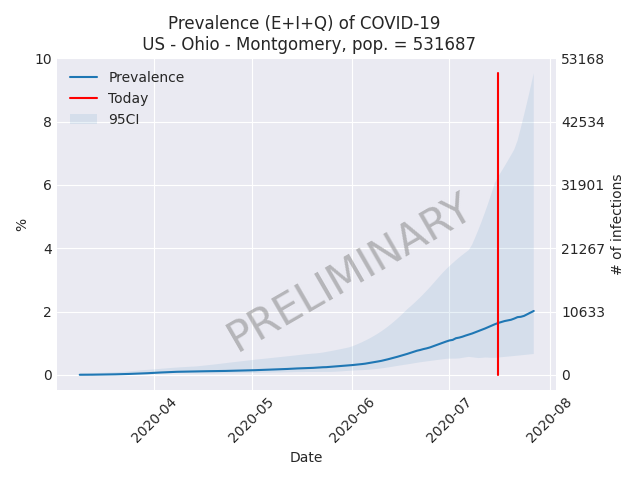 Prevalence (E+I+Q) of COVID-19
US - Ohio - Montgomery, pop. = 531687
Prevalence
Today
95CI
PRELIMINARY
%
10
8
6
4
2
0
53168
42534
31901
21267
10633
0
# of infections
2020-04
2020-05
2020-06
2020-07
2020-08
Date